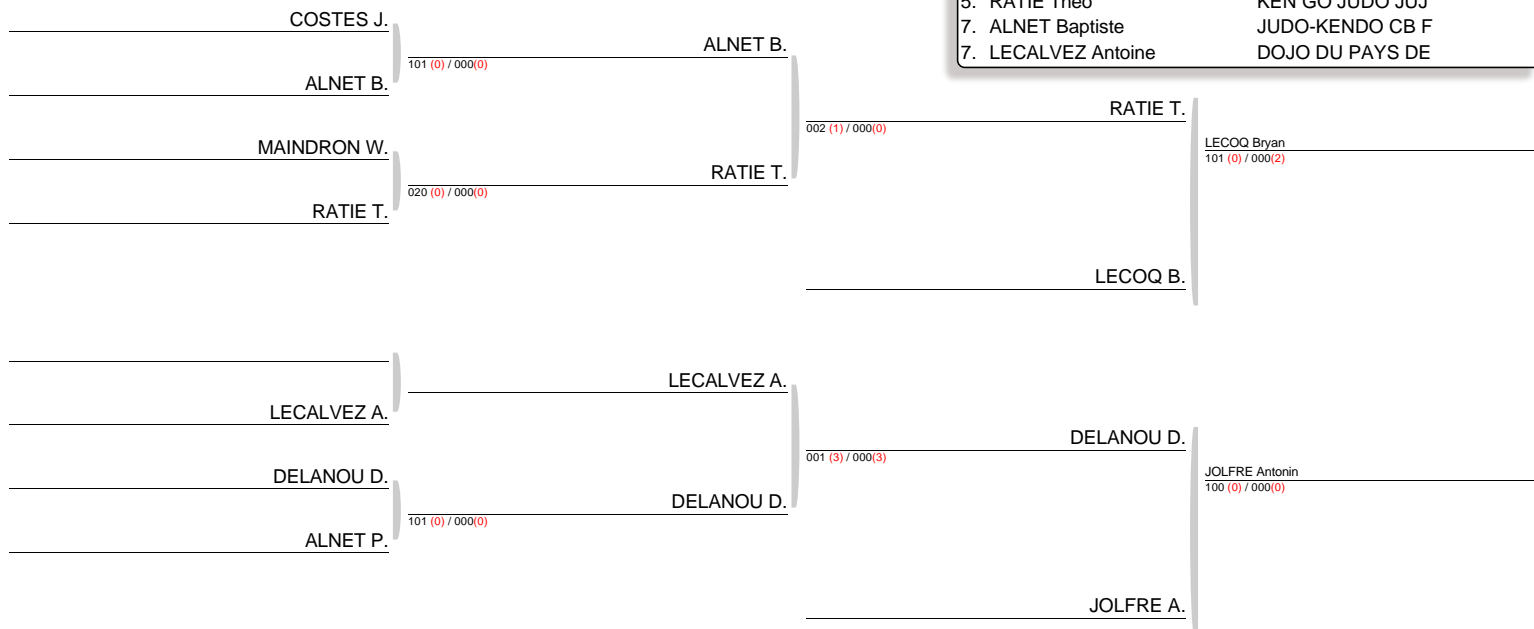 5. RATIE Théo KEN GO JUDO JUJ
7. ALNET Baptiste JUDO-KENDO CB F
7. LECALVEZ Antoine DOJO DU PAYS DE
COSTES J.
ALNET B.
101 (0) / 000(0)
ALNET B.
MAINDRON W.
RATIE T.
020 (0) / 000(0)
RATIE T.
002 (1) / 000(0)
RATIE T.
LECOQ B.
LECOQ Bryan
101 (0) / 000(2)
LECALVEZ A.
LECALVEZ A.
DELANOU D.
ALNET P.
101 (0) / 000(0)
DELANOU D.
001 (3) / 000(3)
DELANOU D.
JOLFRE A.
JOLFRE Antonin
100 (0) / 000(0)